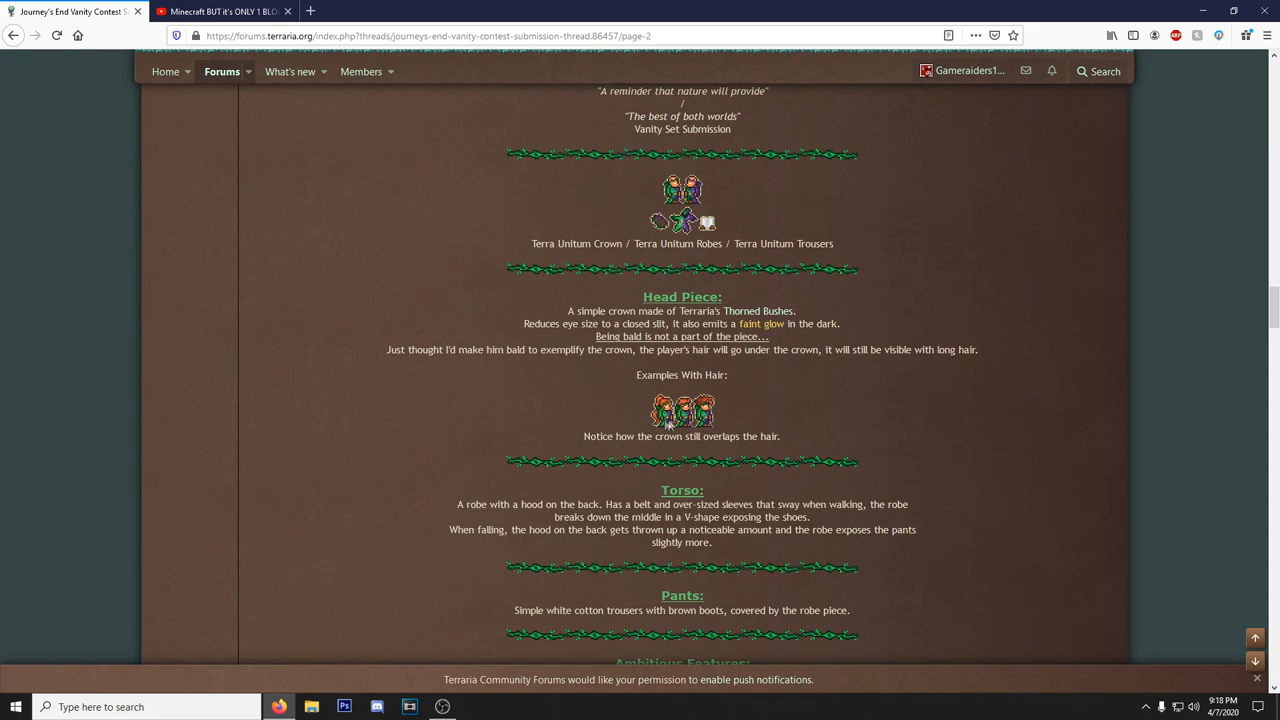 Journey's End Vanity Contest S
Minecraft BUT it's ONLY 1 BLO
https://forums.terraria.org/index.php?threads/journeys-end-vanity-contest-submission-thread.86457/page-2
Home
Forums
What's new
Members
Gameraiders1...
Search
"A reminder that nature will provide"
/
"The best of both worlds"
Vanity Set Submission
Terra Unitum Crown / Terra Unitum Robes / Terra Unitum Trousers
Head Piece:
A simple crown made of Terraria's Thorned Bushes.
Reduces eye size to a closed slit, it also emits a faint glow in the dark.
Being bald is not a part of the piece...
Just thought I'd make him bald to exemplify the crown, the player's hair will go under the crown, it will still be visible with long hair.
Examples With Hair:
Notice how the crown still overlaps the hair.
Torso:
A robe with a hood on the back. Has a belt and over-sized sleeves that sway when walking, the robe
breaks down the middle in a V-shape exposing the shoes.
When falling, the hood on the back gets thrown up a noticeable amount and the robe exposes the pants
slightly more.
Pants:
Simple white cotton trousers with brown boots, covered by the robe piece.
Ambitious Features:
Terraria Community Forums would like your permission to enable push notifications.
Type here to search
9:18 PM
4/7/2020